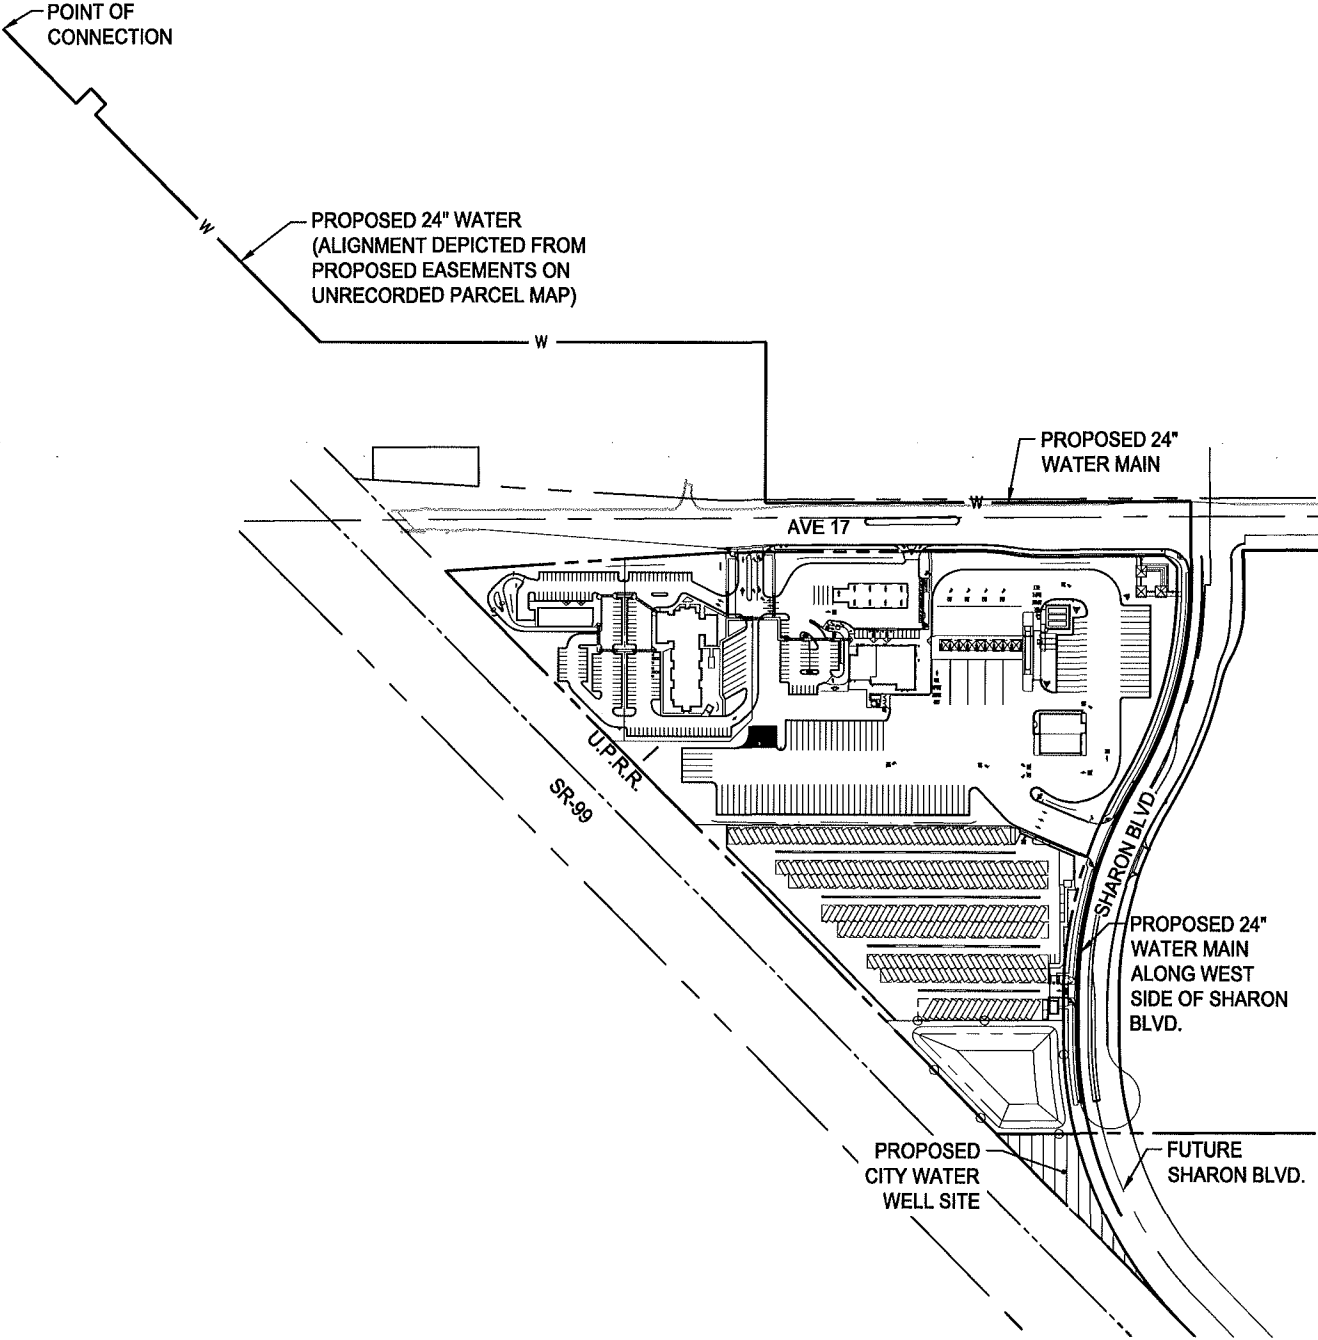 POINT OF
CONNECTION
W
PROPOSED 24" WATER
(ALIGNMENT DEPICTED FROM
PROPOSED EASEMENTS ON
UNRECORDED PARCEL MAP)
W
PROPOSED 24"
WATER MAIN
W
AVE 17
U.P.R.R.
SR-99
SHARON BLVD
PROPOSED 24"
WATER MAIN
ALONG WEST
SIDE OF SHARON
BLVD.
PROPOSED
CITY WATER
WELL SITE
FUTURE
SHARON BLVD.